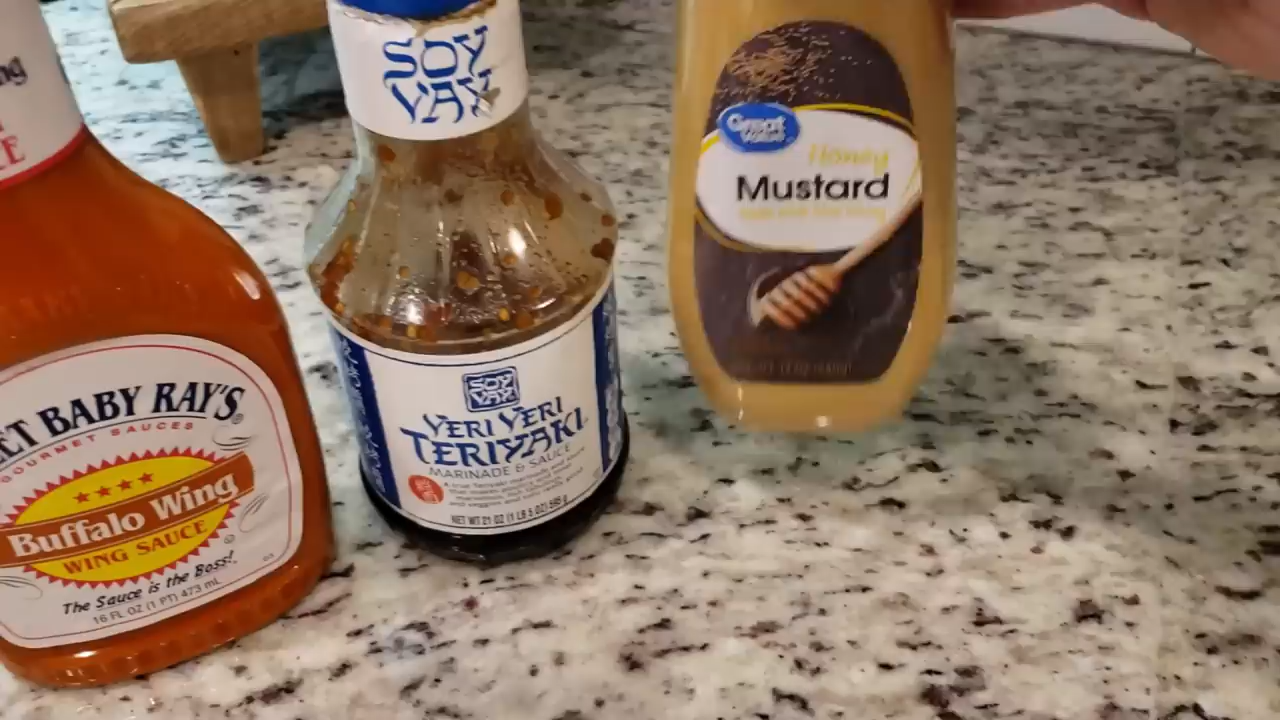 ng
E
ET BABY RAY'S
GOURMET SAUCES
Buffalo Wing
WING SAUCE
The Sauce is the Boss!
16 FL OZ (1 PT) 473 mL
SOY
VAY
SOY
VAY
VERI VERI
TERIYAKI
MARINADE & SAUCE
NET WT 21 OZ (1 LB 5 OZ) 595 g
Great
Value
Honey
Mustard